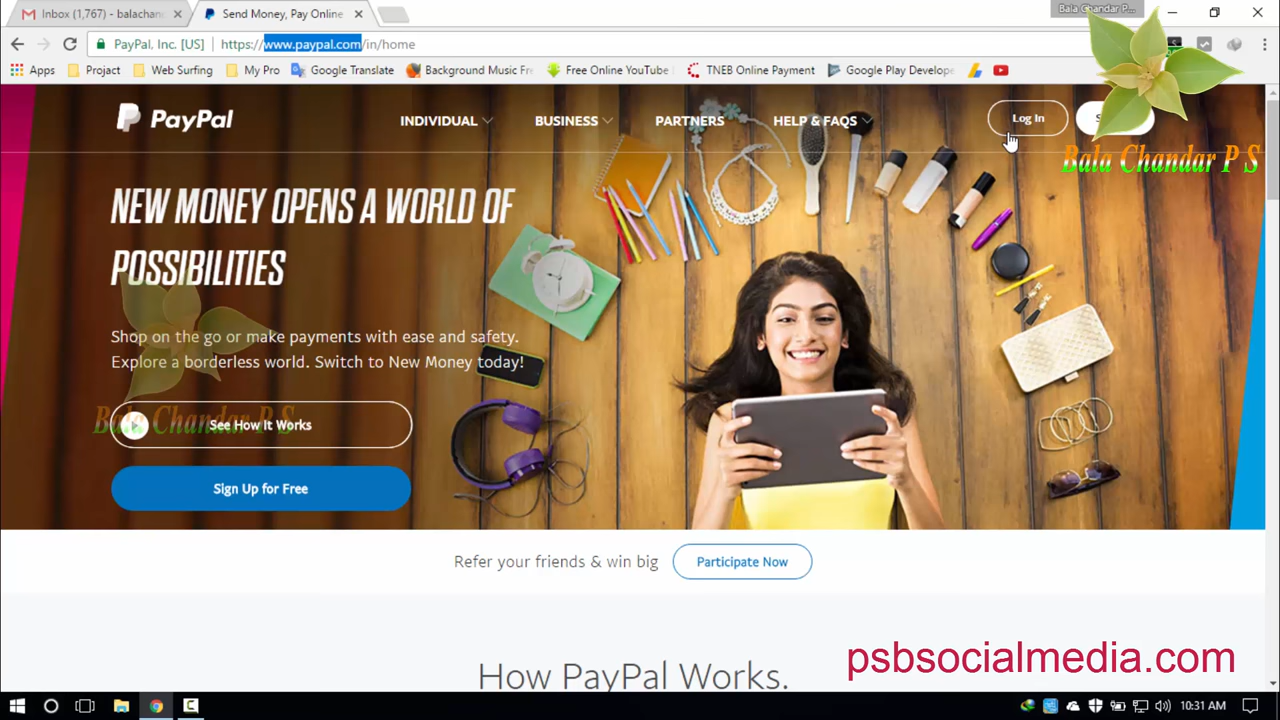 Inbox (1,767) - balachan
Send Money, Pay Online
Bala Chandar P...
PayPal, Inc. [US]
https://www.paypal.com/in/home
Apps
Project
Web Surfing
My Pro
Google Translate
Background Music Fr
Free Online YouTube
TNEB Online Payment
Google Play Develope
PayPal
INDIVIDUAL
BUSINESS
PARTNERS
HELP & FAQS
Log In
Bala Chandar P S
NEW MONEY OPENS A WORLD OF
POSSIBILITIES
Shop on the go or make payments with ease and safety.
Explore a borderless world. Switch to New Money today!
Bala Chandar P S
See How It Works
Sign Up for Free
Refer your friends & win big
Participate Now
How PayPal Works.
psbsocialmedia.com
10:31 AM